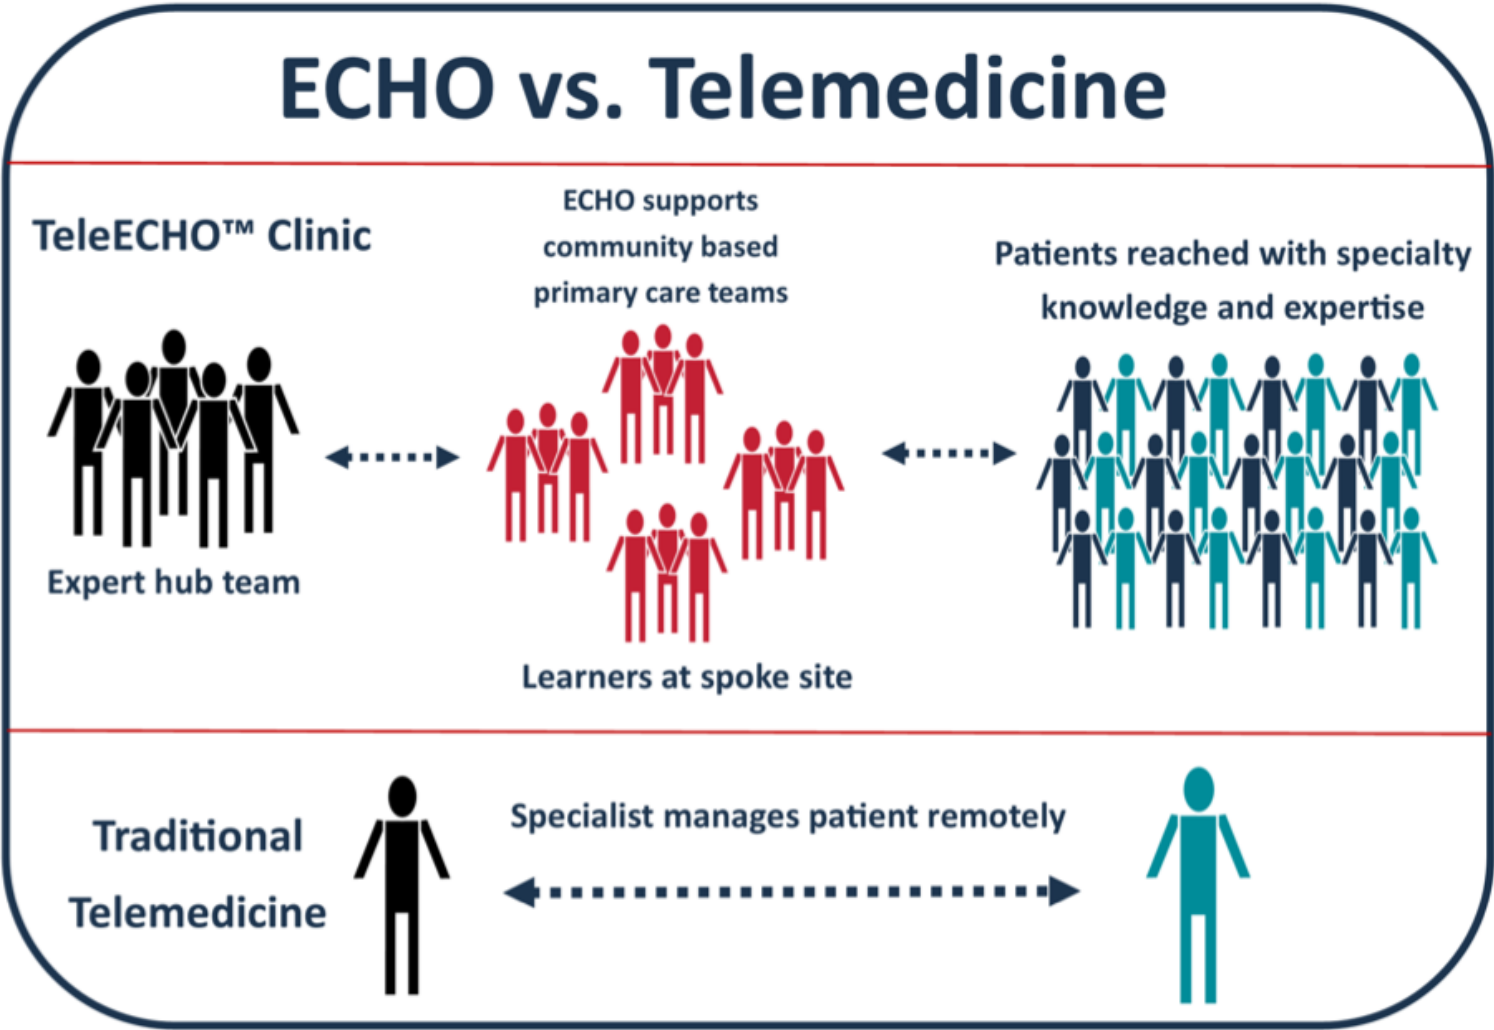 ECHO vs. Telemedicine
TeleECHO™ Clinic
Expert hub team
ECHO supports
community based
primary care teams
Learners at spoke site
Patients reached with specialty
knowledge and expertise
Traditional
Telemedicine
Specialist manages patient remotely